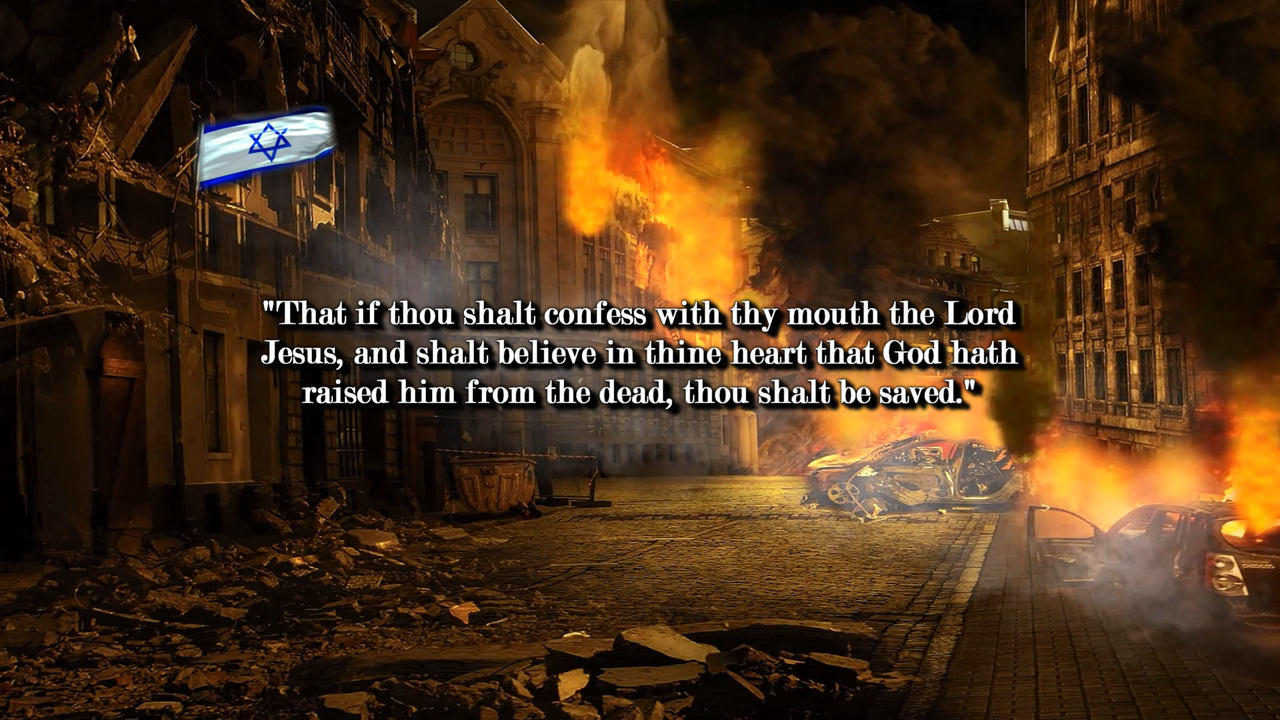 "That if thou shalt confess with thy mouth the Lord
Jesus, and shalt believe in thine heart that God hath
raised him from the dead, thou shalt be saved."